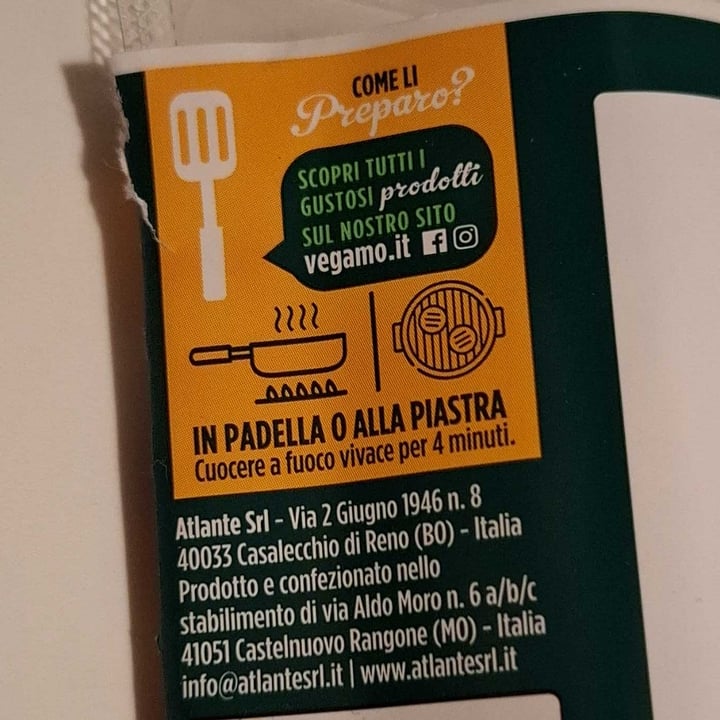 COME LI
Preparo?
SCOPRI TUTTI I
GUSTOSI prodotti
SUL NOSTRO SITO
vegamo.it
IN PADELLA O ALLA PIASTRA
Cuocere a fuoco vivace per 4 minuti.
Atlante Srl - Via 2 Giugno 1946 n. 8
40033 Casalecchio di Reno (BO) - Italia
Prodotto e confezionato nello
stabilimento di via Aldo Moro n. 6 a/b/c
41051 Castelnuovo Rangone (MO) - Italia
info@atlantesrl.it | www.atlantesrl.it